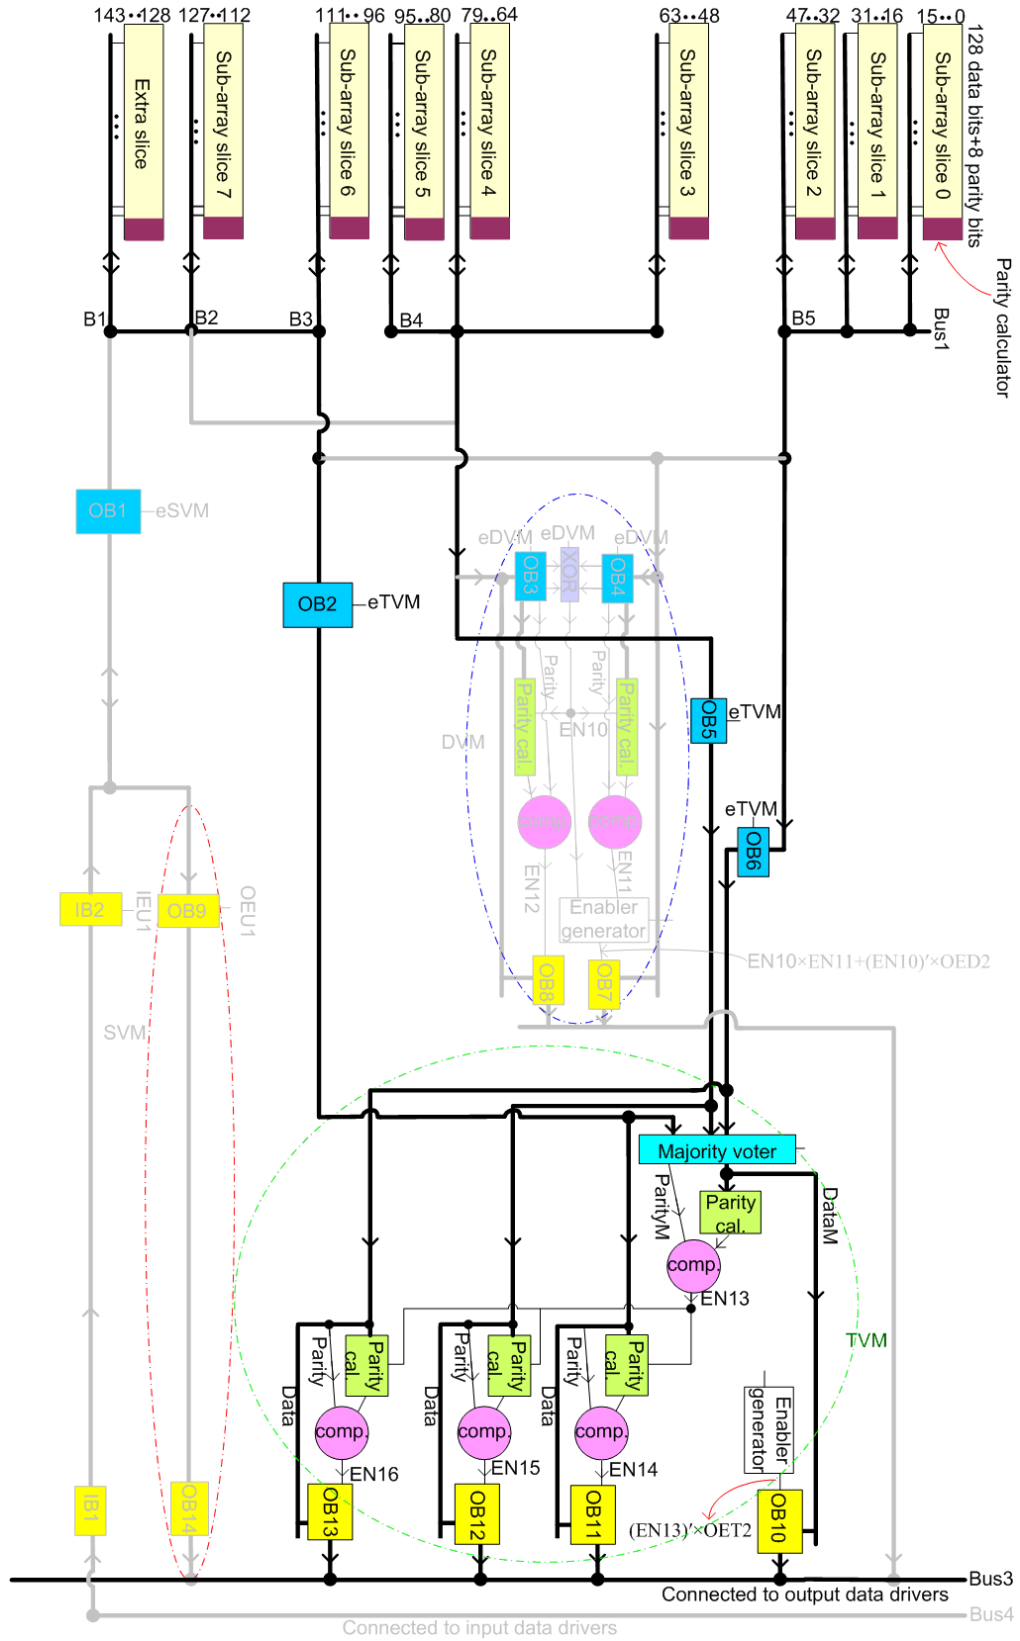 143••128
127••112
111••96
95••80
79••64
63••48
47••32
31••16
15••0
Extra slice
Sub-array slice 7
Sub-array slice 6
Sub-array slice 5
Sub-array slice 4
Sub-array slice 3
Sub-array slice 2
Sub-array slice 1
Sub-array slice 0
128 data bits+8 parity bits
Parity calculator
B1
B2
B3
B4
B5
Bus1
OB1
eSVM
OB2
eTVM
eDVM
eDVM
eDVM
OB3
XOR
OB4
Parity
Parity
Parity cal.
Parity cal.
EN10
DVM
OB5
eTVM
eTVM
OB6
comp.
comp.
EN12
EN11
Enabler
generator
EN10×EN11+(EN10)′×OED2
OB8
OB7
IB2
IEU1
OB9
OEU1
SVM
Majority voter
ParityM
Parity
cal.
DataM
comp.
EN13
TVM
Parity
Parity
cal.
Data
comp.
EN16
OB13
Parity
Parity
cal.
Data
comp.
EN15
OB12
Parity
Parity
cal.
Data
comp.
EN14
OB11
Enabler
generator
(EN13)′×OET2
OB10
IB1
OB14
Bus3
Connected to output data drivers
Bus4
Connected to input data drivers